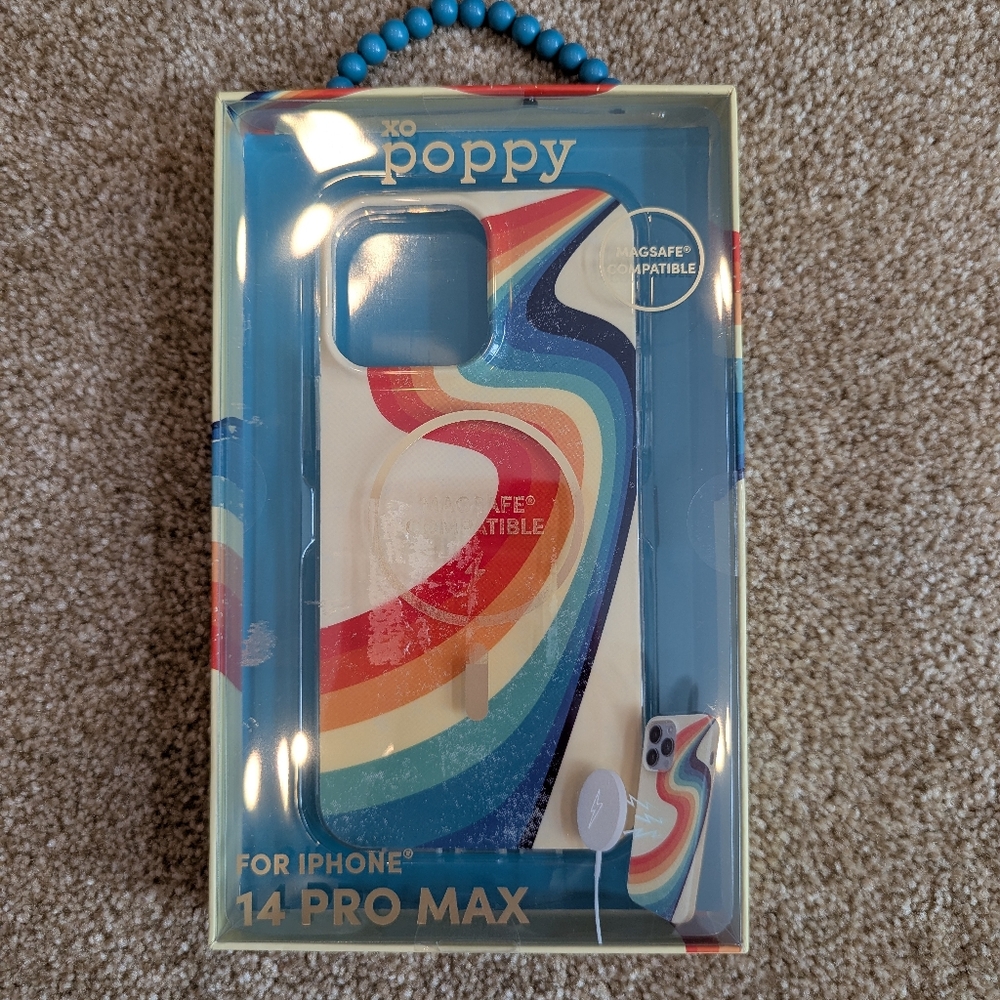 xo
poppy
MAGSAFE®
COMPATIBLE
MAGSAFE®
COMPATIBLE
FOR IPHONE®
14 PRO MAX